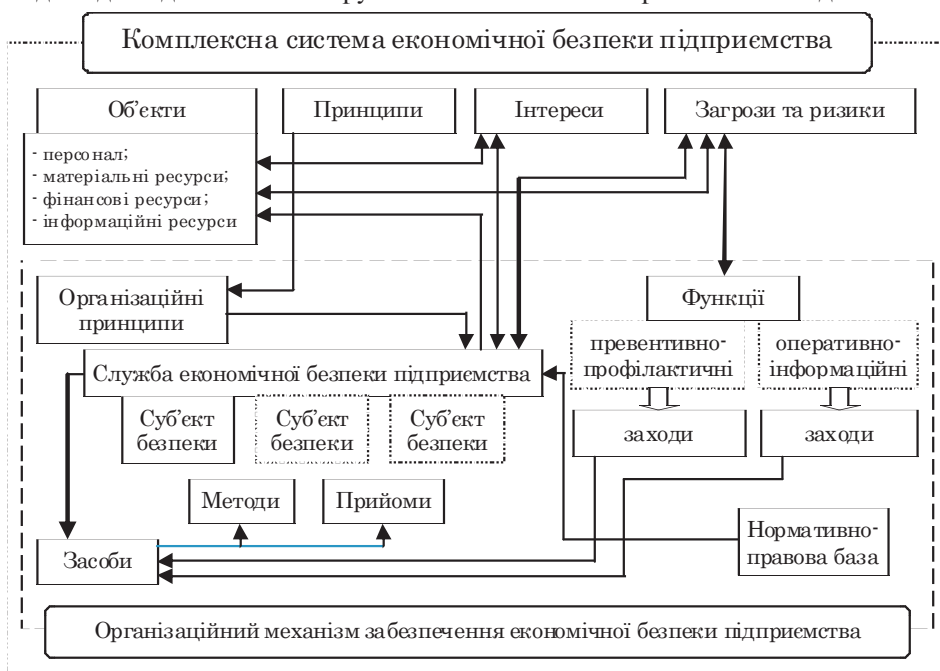 Комплексна система економічної безпеки підприємства
Об'єкти
Принципи
Інтереси
Загрози та ризики
- персонал;
- матеріальні ресурси;
- фінансові ресурси;
- інформаційні ресурси
Організаційні
принципи
Функції
превентивно-
профілактичні
оперативно-
інформаційні
Служба економічної безпеки підприємства
Суб'єкт
безпеки
Суб'єкт
безпеки
Суб'єкт
безпеки
заходи
заходи
Методи
Прийоми
Засоби
Нормативно-
правова база
Організаційний механізм забезпечення економічної безпеки підприємства